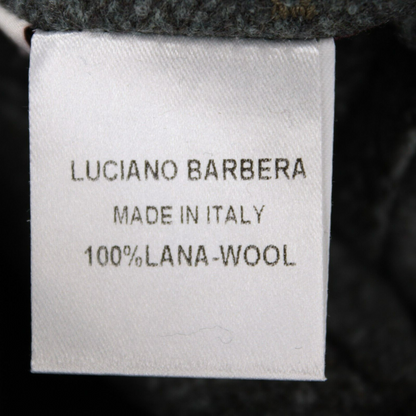 LUCIANO BARBERA
MADE IN ITALY
100%LANA-WOOL